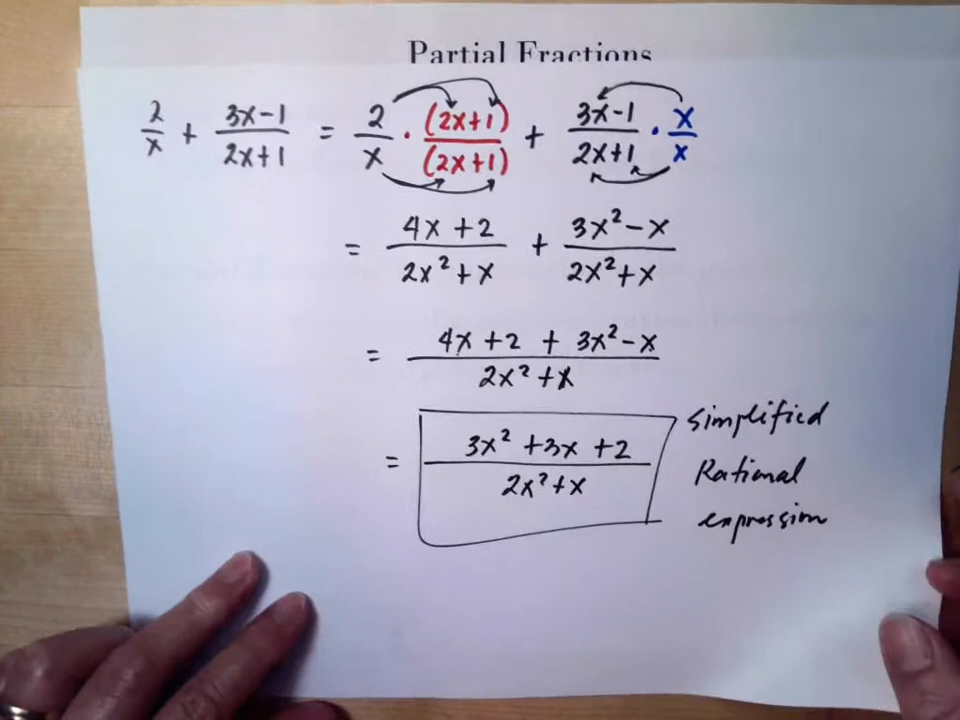 Partial Fractions
2/x + (3x-1)/(2x+1) = 2/x · (2x+1)/(2x+1) + (3x-1)/(2x+1) · x/x
= (4x+2)/(2x²+x) + (3x²-x)/(2x²+x)
= (4x+2 + 3x²-x)/(2x²+x)
= (3x²+3x+2)/(2x²+x)
simplified
Rational
expression